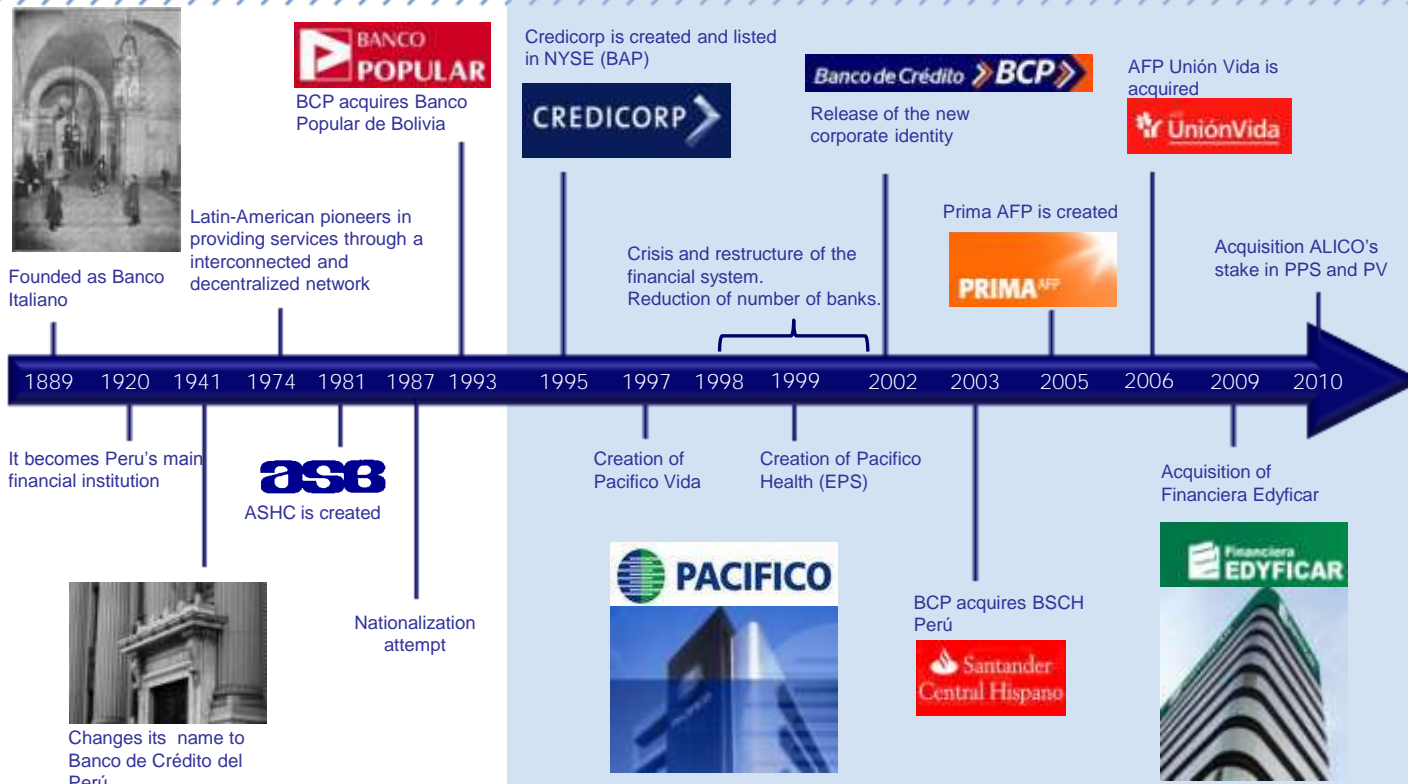 BANCO
POPULAR
BCP acquires Banco
Popular de Bolivia
Credicorp is created and listed
in NYSE (BAP)
CREDICORP
Banco de Crédito BCP
Release of the new
corporate identity
AFP Unión Vida is
acquired
UniónVida
Founded as Banco
Italiano
Latin-American pioneers in
providing services through a
interconnected and
decentralized network
Crisis and restructure of the
financial system.
Reduction of number of banks.
Prima AFP is created
PRIMA AFP
Acquisition ALICO's
stake in PPS and PV
1889 1920 1941 1974 1981 1987 1993 1995 1997 1998 1999 2002 2003 2005 2006 2009 2010
It becomes Peru's main
financial institution
asb
ASHC is created
Nationalization
attempt
Changes its name to
Banco de Crédito del
Perú
Creation of
Pacifico Vida
Creation of Pacifico
Health (EPS)
PACIFICO
BCP acquires BSCH
Perú
Santander
Central Hispano
Acquisition of
Financiera Edyficar
Financiera
EDYFICAR